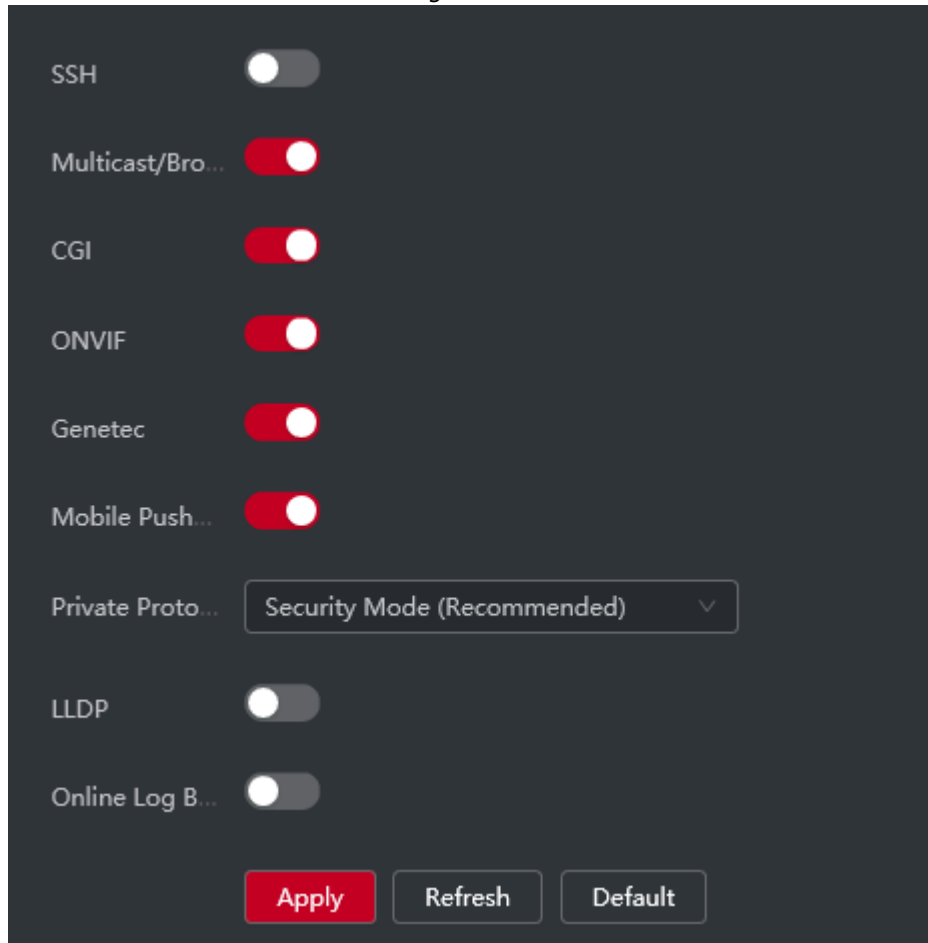 SSH
Multicast/Bro...
CGI
ONVIF
Genetec
Mobile Push...
Private Proto... Security Mode (Recommended)
LLDP
Online Log B...
Apply Refresh Default